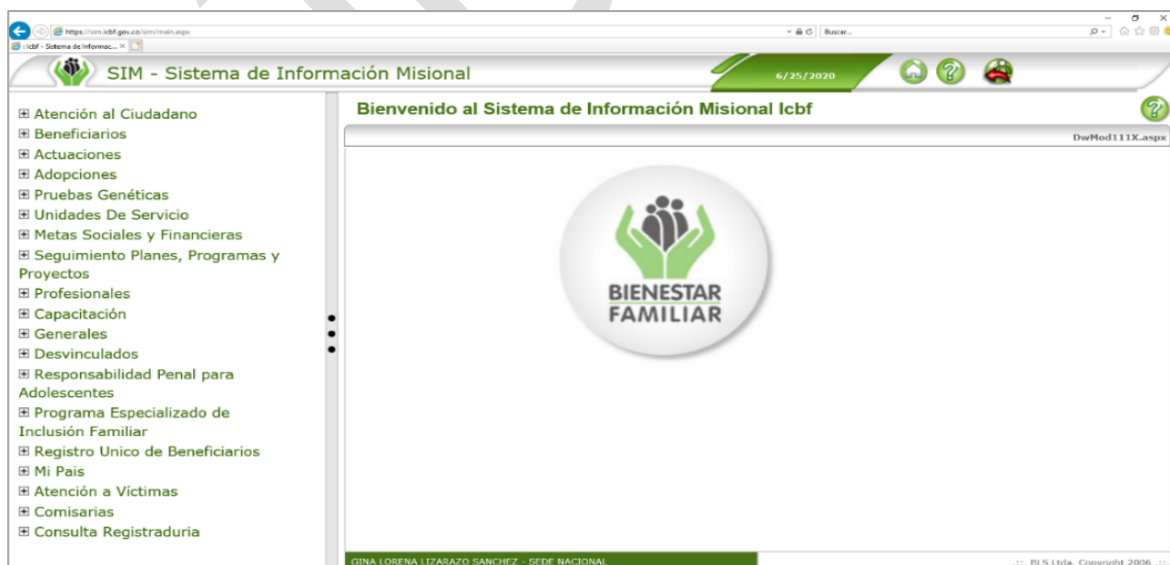 https://sim.icbf.gov.co/sim/main.aspx
Buscar...
: Icbf - Sistema de Informac...
SIM - Sistema de Información Misional
6/25/2020
Atención al Ciudadano
Beneficiarios
Actuaciones
Adopciones
Pruebas Genéticas
Unidades De Servicio
Metas Sociales y Financieras
Seguimiento Planes, Programas y
Proyectos
Profesionales
Capacitación
Generales
Desvinculados
Responsabilidad Penal para
Adolescentes
Programa Especializado de
Inclusión Familiar
Registro Unico de Beneficiarios
Mi Pais
Atención a Víctimas
Comisarias
Consulta Registraduria
Bienvenido al Sistema de Información Misional Icbf
DwMod111X.aspx
BIENESTAR
FAMILIAR
GINA LORENA LIZARAZO SANCHEZ - SEDE NACIONAL
.::. BLS Ltda. Copyright 2006 .::.